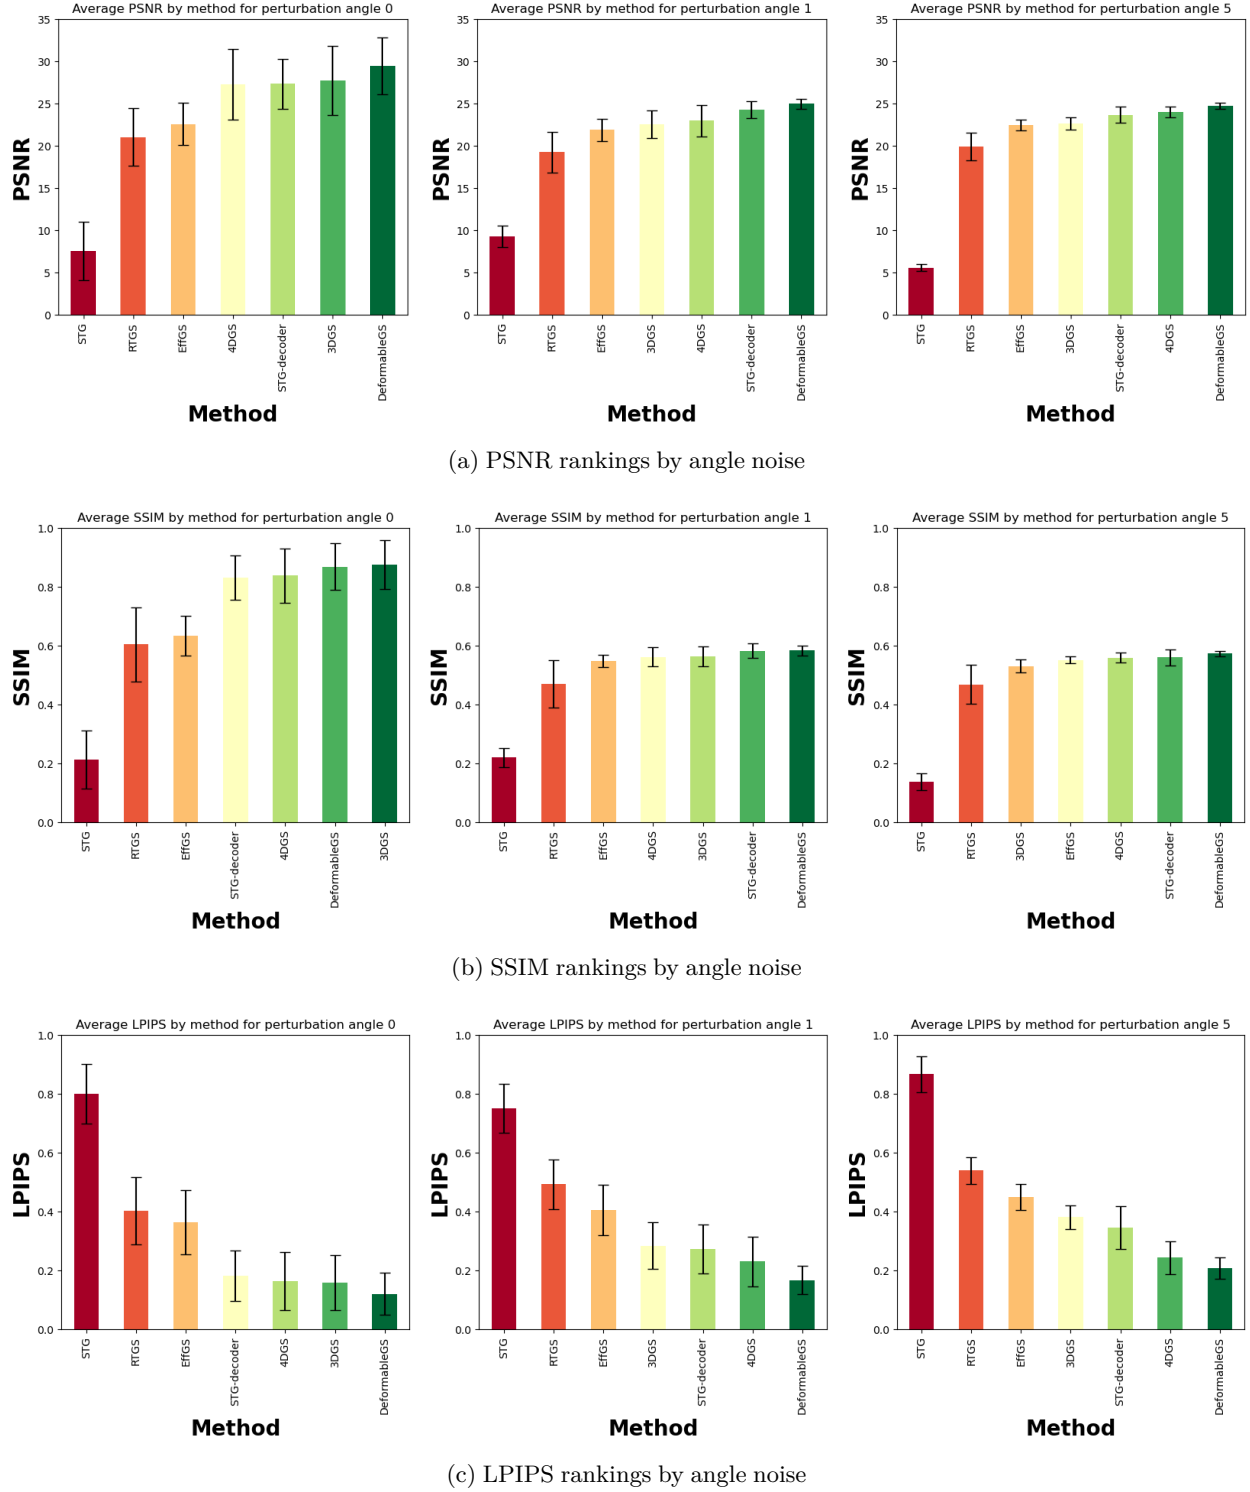 Average PSNR by method for perturbation angle 0
Average PSNR by method for perturbation angle 1
Average PSNR by method for perturbation angle 5
35
30
25
20
15
10
5
0
PSNR
STG
RTGS
EffGS
4DGS
STG-decoder
3DGS
DeformableGS
Method
35
30
25
20
15
10
5
0
PSNR
STG
RTGS
EffGS
3DGS
4DGS
STG-decoder
DeformableGS
Method
35
30
25
20
15
10
5
0
PSNR
STG
RTGS
EffGS
3DGS
STG-decoder
4DGS
DeformableGS
Method
(a) PSNR rankings by angle noise
Average SSIM by method for perturbation angle 0
Average SSIM by method for perturbation angle 1
Average SSIM by method for perturbation angle 5
1.0
0.8
0.6
0.4
0.2
0.0
SSIM
STG
RTGS
EffGS
STG-decoder
4DGS
DeformableGS
3DGS
Method
1.0
0.8
0.6
0.4
0.2
0.0
SSIM
STG
RTGS
EffGS
4DGS
3DGS
STG-decoder
DeformableGS
Method
1.0
0.8
0.6
0.4
0.2
0.0
SSIM
STG
RTGS
3DGS
EffGS
4DGS
STG-decoder
DeformableGS
Method
(b) SSIM rankings by angle noise
Average LPIPS by method for perturbation angle 0
Average LPIPS by method for perturbation angle 1
Average LPIPS by method for perturbation angle 5
1.0
0.8
0.6
0.4
0.2
0.0
LPIPS
STG
RTGS
EffGS
STG-decoder
4DGS
3DGS
DeformableGS
Method
1.0
0.8
0.6
0.4
0.2
0.0
LPIPS
STG
RTGS
EffGS
3DGS
STG-decoder
4DGS
DeformableGS
Method
1.0
0.8
0.6
0.4
0.2
0.0
LPIPS
STG
RTGS
EffGS
3DGS
STG-decoder
4DGS
DeformableGS
Method
(c) LPIPS rankings by angle noise